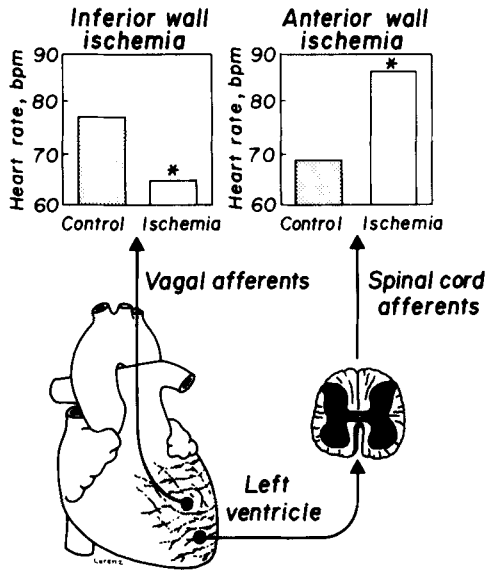 Inferior wall
ischemia
Heart rate, bpm
90
80
70
60
*
Control
Ischemia
Anterior wall
ischemia
Heart rate, bpm
90
80
70
60
*
Control
Ischemia
Vagal afferents
Spinal cord
afferents
Left
ventricle
Lorenz